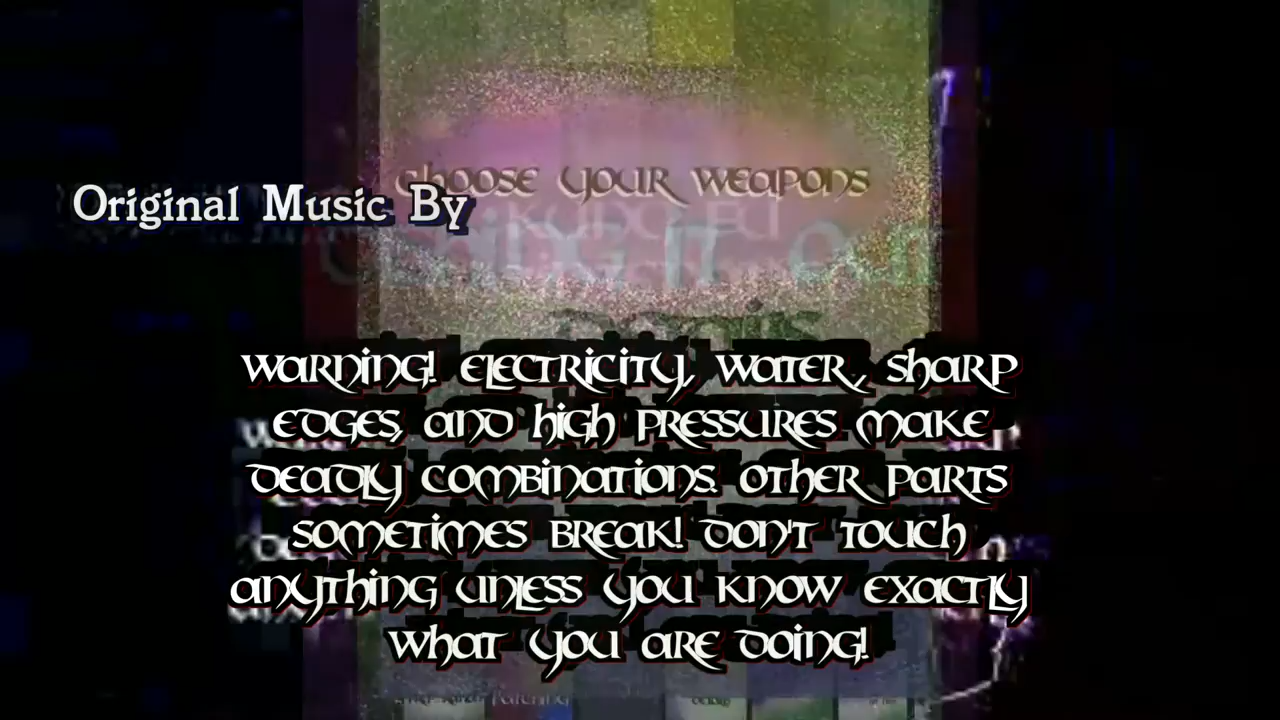 choose your weapons
Original Music By
WARNING! ELECTRICITY, WATER, SHARP
EDGES, AND HIGH PRESSURES MAKE
DEADLY COMBINATIONS. OTHER PARTS
SOMETIMES BREAK! DON'T TOUCH
ANYTHING UNLESS YOU KNOW EXACTLY
WHAT YOU ARE DOING!